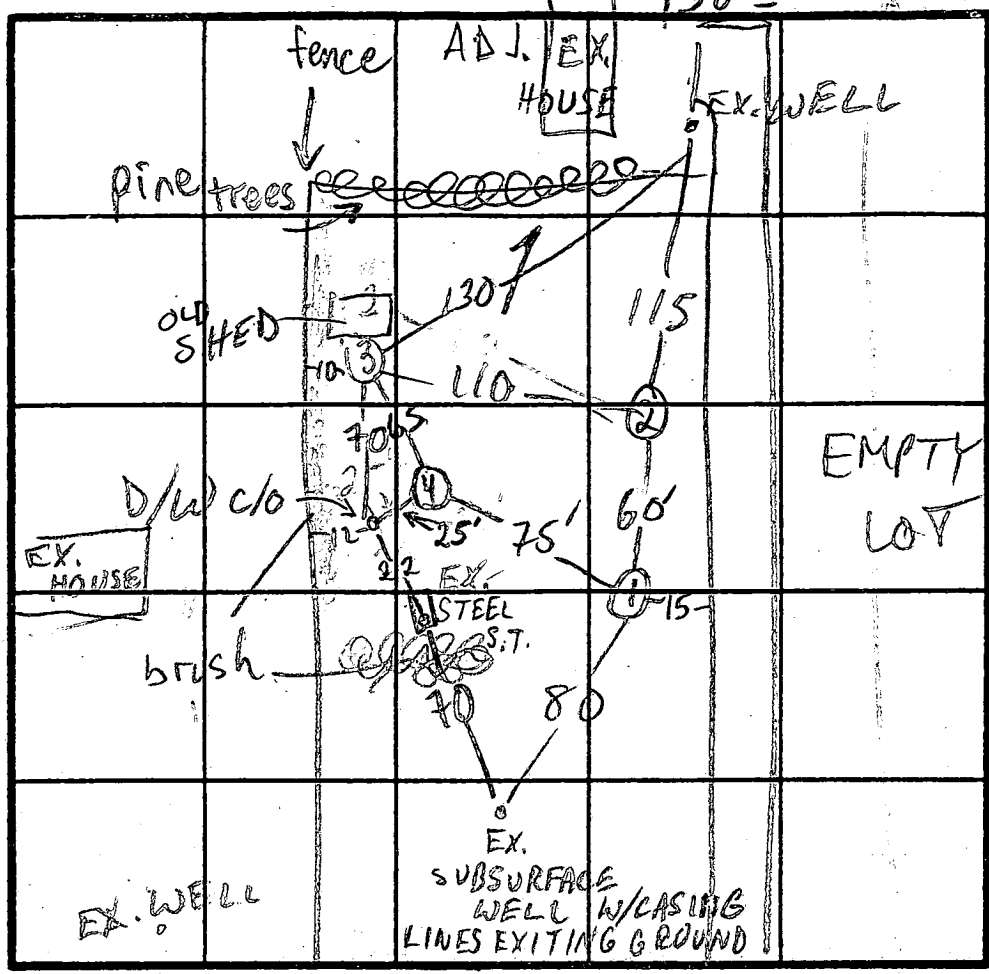 fence
ADJ.
EX.
HOUSE
EX. WELL
pine trees
OLD
SHED
130
115
3
10
110
2
70
65
4
D/W C/O
12
25'
75'
60'
EMPTY
LOT
EX.
HOUSE
22
EX.
STEEL
S.T.
1
15
brush
70
80
EX.
SUBSURFACE
WELL W/CASING
LINES EXITING GROUND
EX. WELL